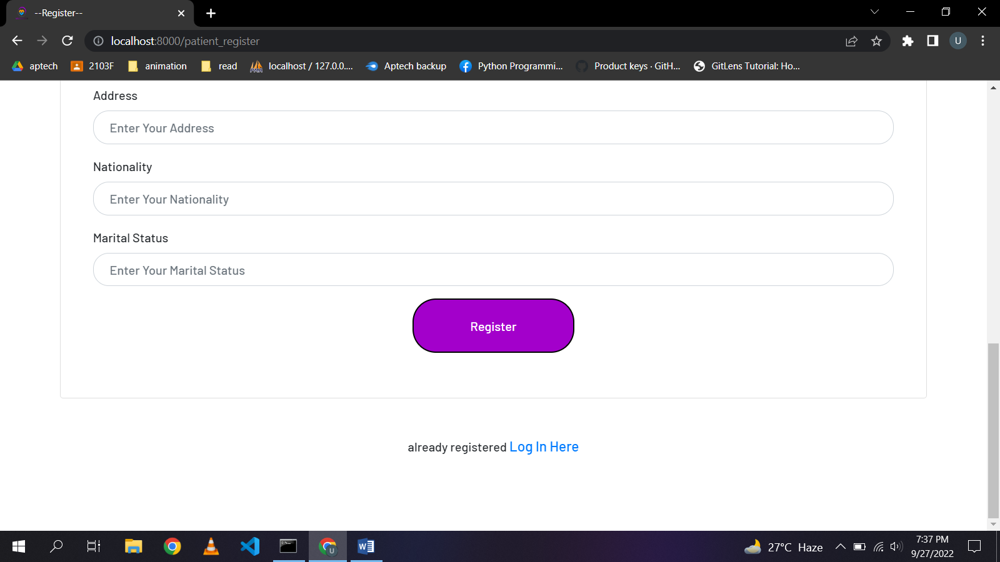 --Register--
localhost:8000/patient_register
U
aptech
2103F
animation
read
localhost / 127.0.0....
Aptech backup
Python Programmi...
Product keys · GitH...
GitLens Tutorial: Ho...
Address
Enter Your Address
Nationality
Enter Your Nationality
Marital Status
Enter Your Marital Status
Register
already registered Log In Here
27°C Haze
7:37 PM
9/27/2022